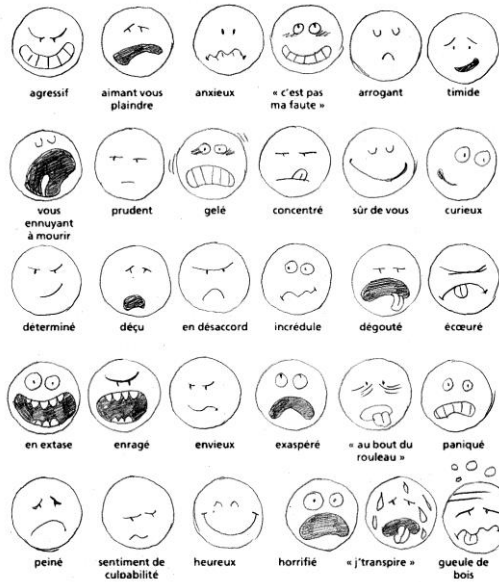 agressif
aimant vous
plaindre
anxieux
« c'est pas
ma faute »
arrogant
timide
vous
ennuyant
à mourir
prudent
gelé
concentré
sûr de vous
curieux
déterminé
déçu
en désaccord
incrédule
dégouté
écœuré
en extase
enragé
envieux
exaspéré
« au bout du
rouleau »
paniqué
peiné
sentiment de
culpabilité
heureux
horrifié
« j'transpire »
gueule de
bois